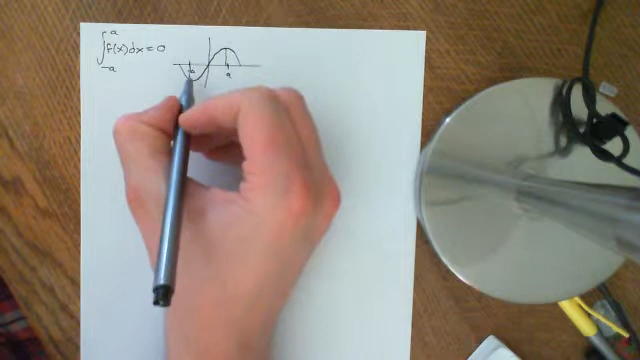 ∫_{-a}^{a} f(x)dx = 0
a